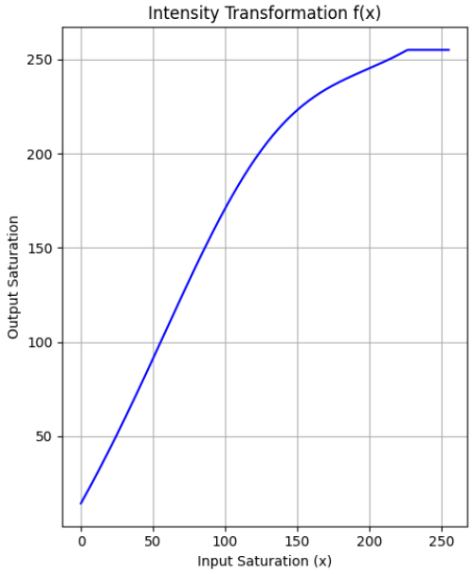 Intensity Transformation f(x)
Output Saturation
250
200
150
100
50
0 50 100 150 200 250
Input Saturation (x)